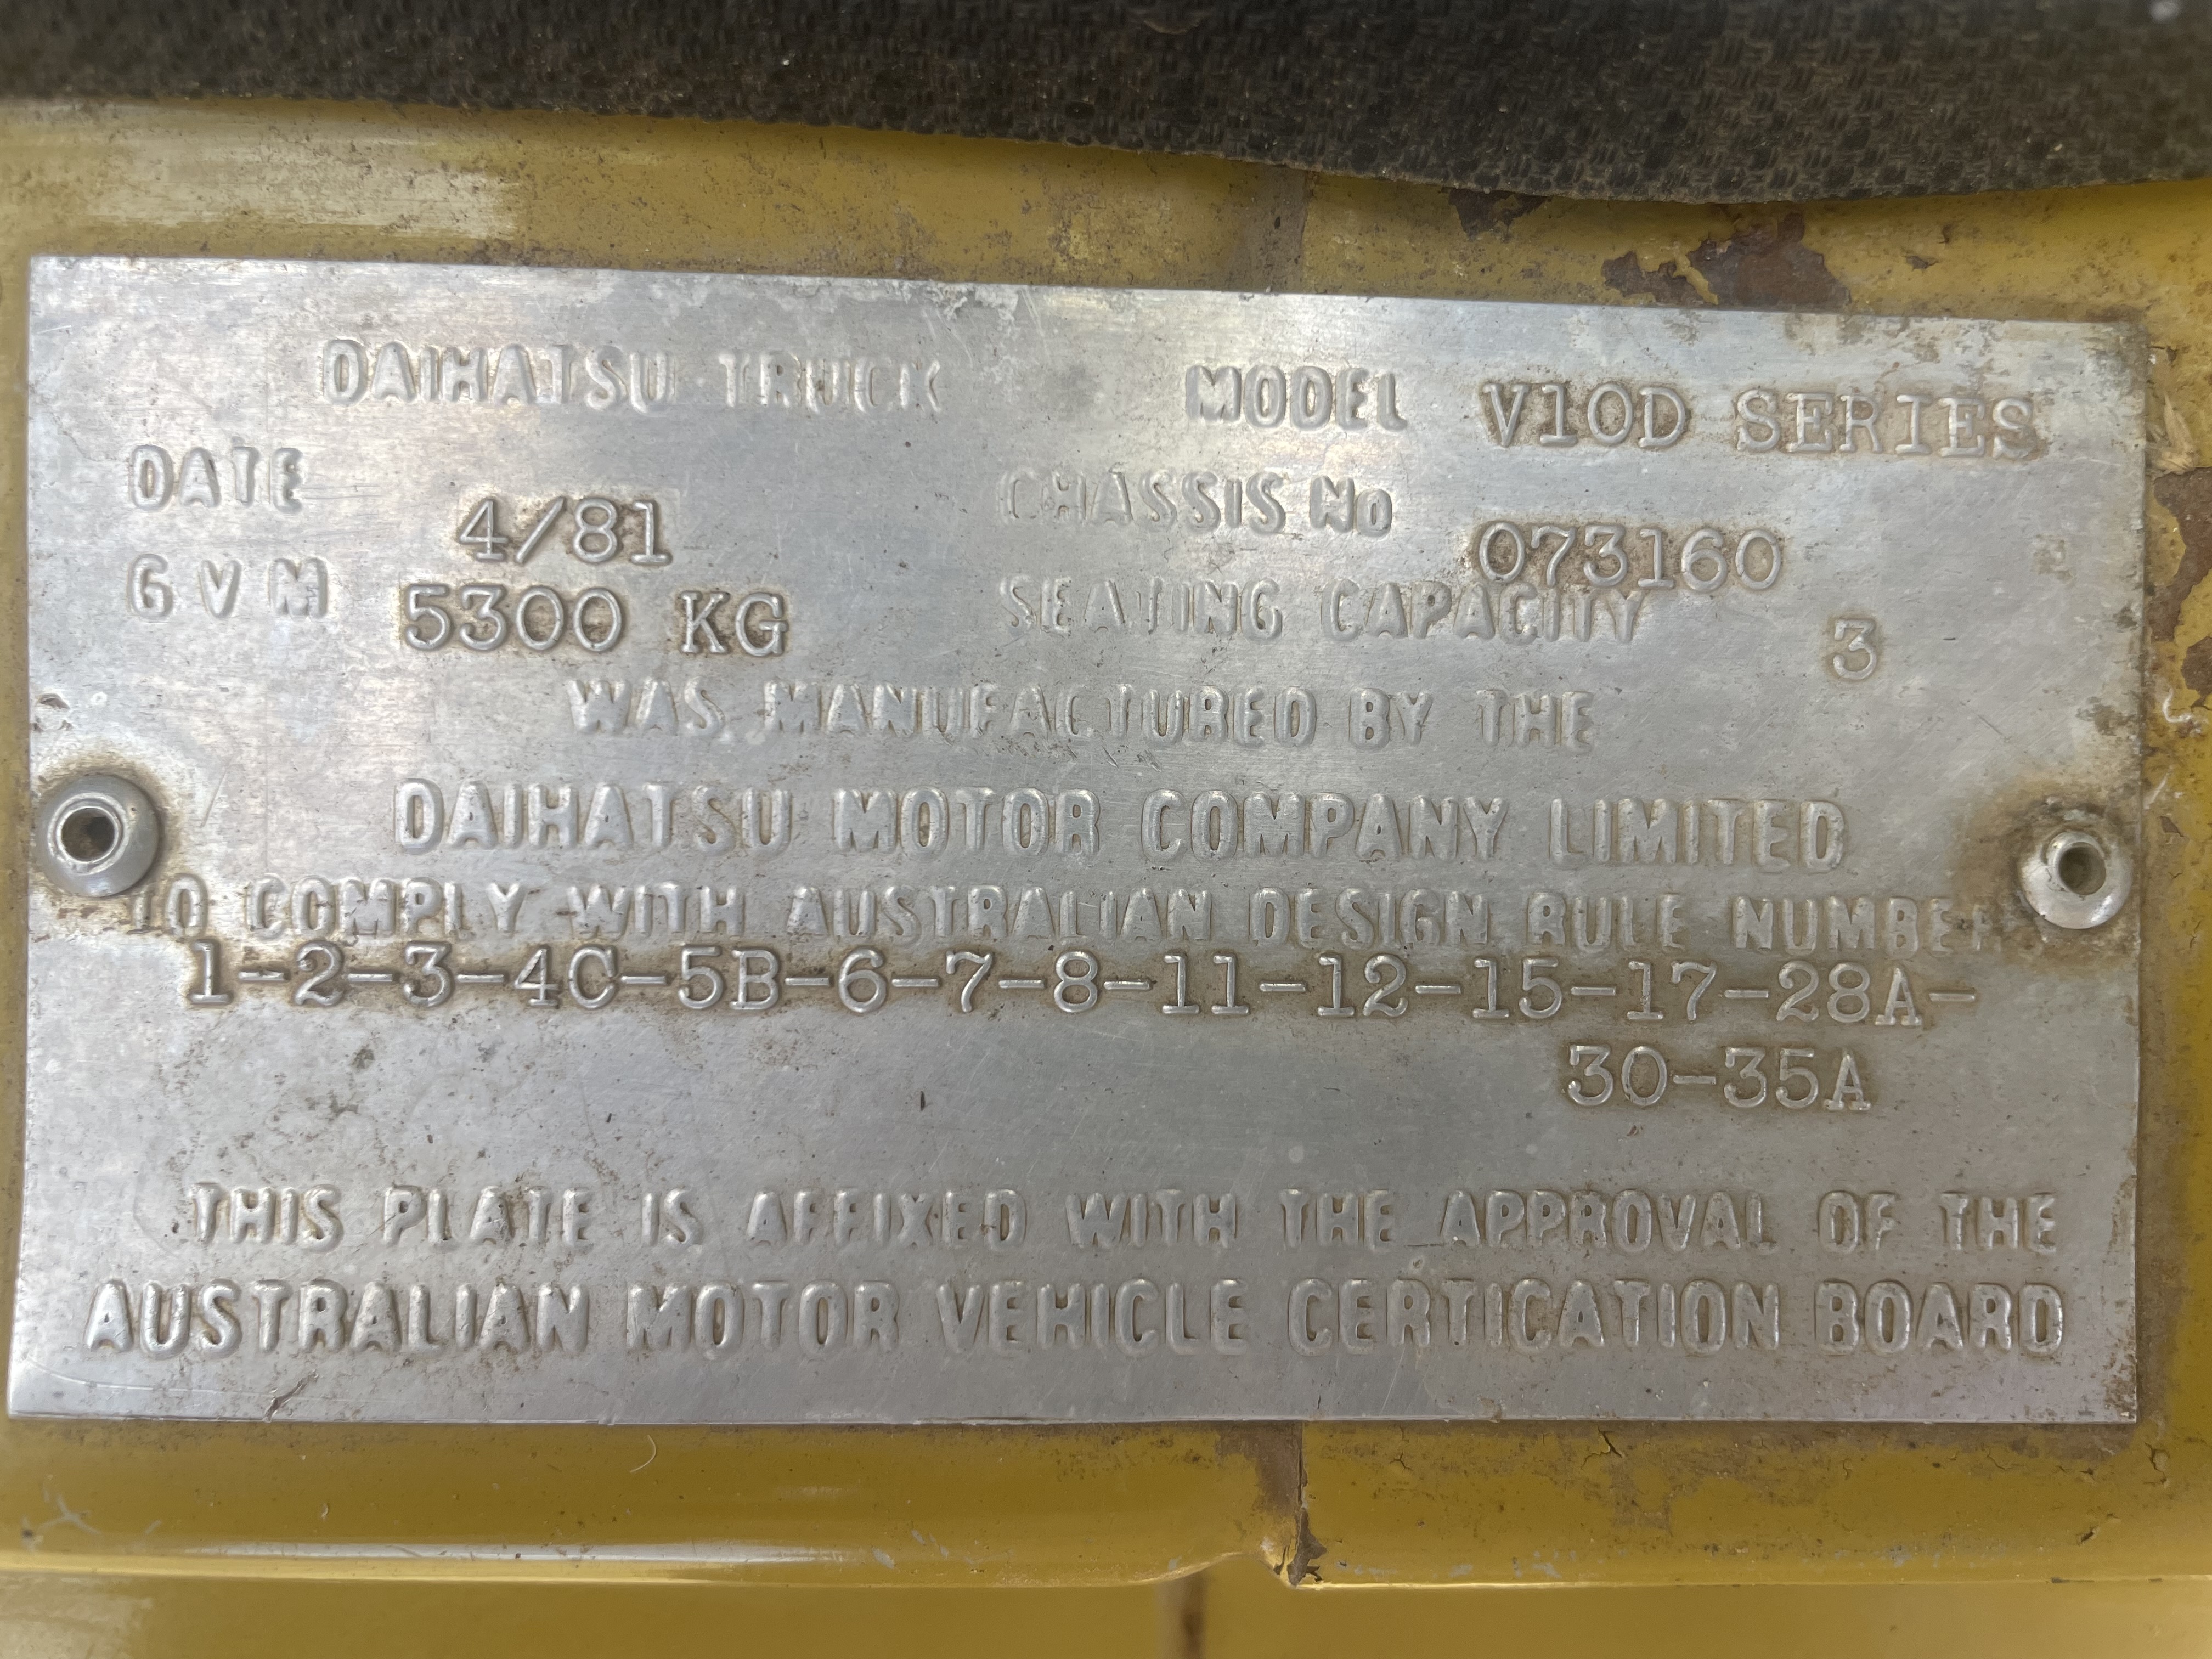 DAIHATSU TRUCK MODEL V10D SERIES
DATE 4/81 CHASSIS No 073160
G V M 5300 KG SEATING CAPACITY 3
WAS MANUFACTURED BY THE
DAIHATSU MOTOR COMPANY LIMITED
TO COMPLY WITH AUSTRALIAN DESIGN RULE NUMBER
1-2-3-4C-5B-6-7-8-11-12-15-17-28A-
30-35A
THIS PLATE IS AFFIXED WITH THE APPROVAL OF THE
AUSTRALIAN MOTOR VEHICLE CERTICATION BOARD